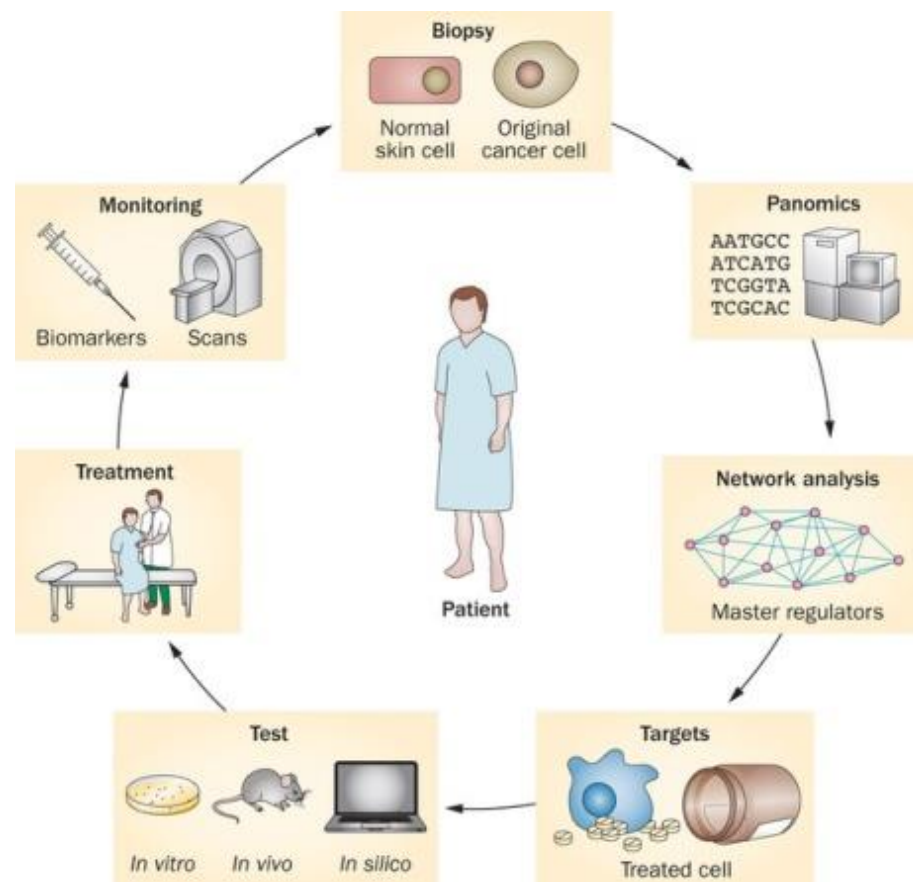 Biopsy
Normal
skin cell
Original
cancer cell
Panomics
AATGCC
ATCATG
TCGGTA
TCGCAC
Network analysis
Master regulators
Targets
Treated cell
Test
In vitro
In vivo
In silico
Treatment
Monitoring
Biomarkers
Scans
Patient